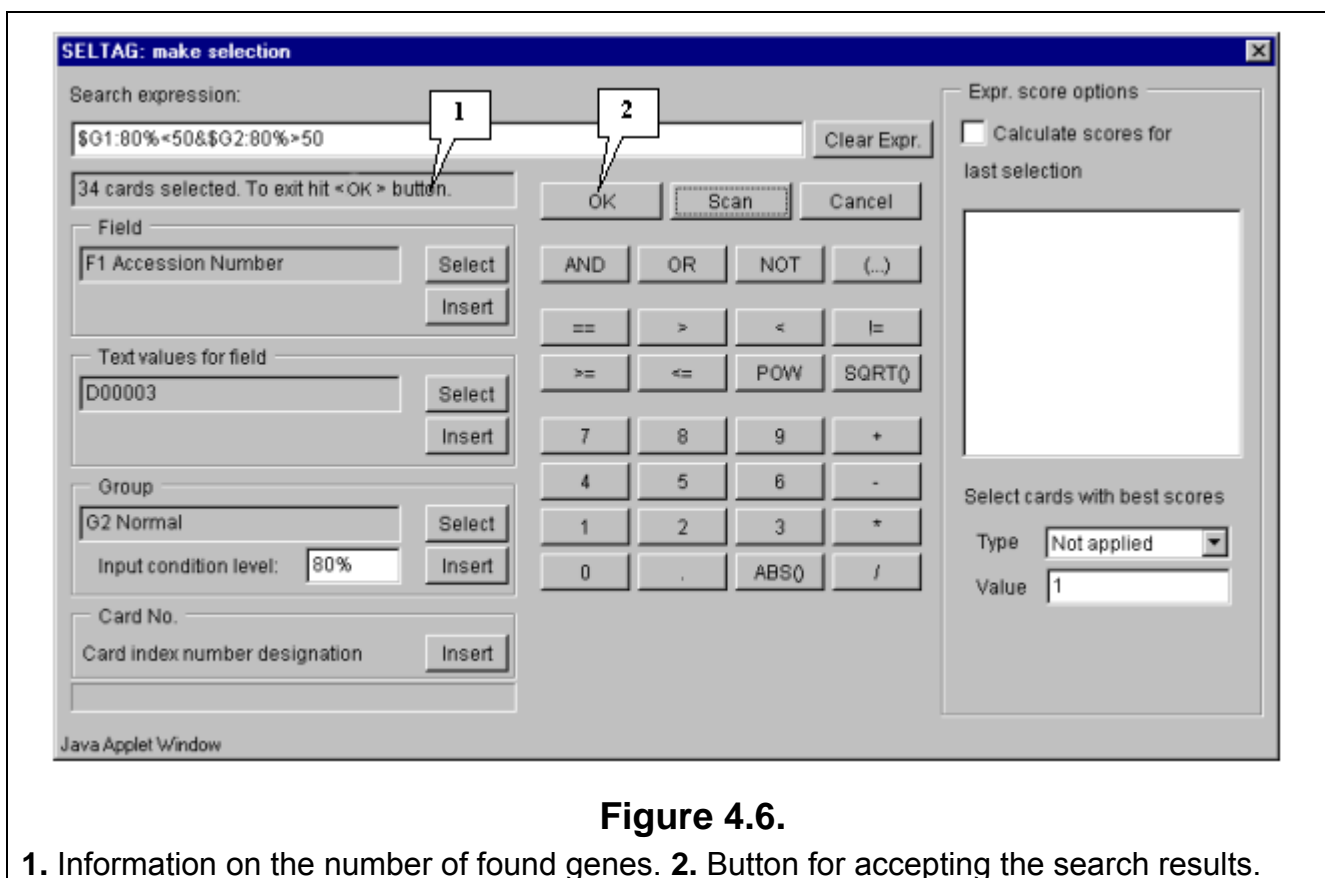 SELTAG: make selection
Search expression:
1
2
$G1:80%<50&$G2:80%>50
Clear Expr.
34 cards selected. To exit hit <OK> button.
OK
Scan
Cancel
Field
F1 Accession Number
Select
Insert
Text values for field
D00003
Select
Insert
Group
G2 Normal
Select
Input condition level:
80%
Insert
Card No.
Card index number designation
Insert
AND
OR
NOT
(...)
==
>
<
!=
>=
<=
POW
SQRT()
7
8
9
+
4
5
6
-
1
2
3
*
0
.
ABS()
/
Expr. score options
Calculate scores for
last selection
Select cards with best scores
Type
Not applied
Value
1
Java Applet Window
Figure 4.6.
1. Information on the number of found genes. 2. Button for accepting the search results.